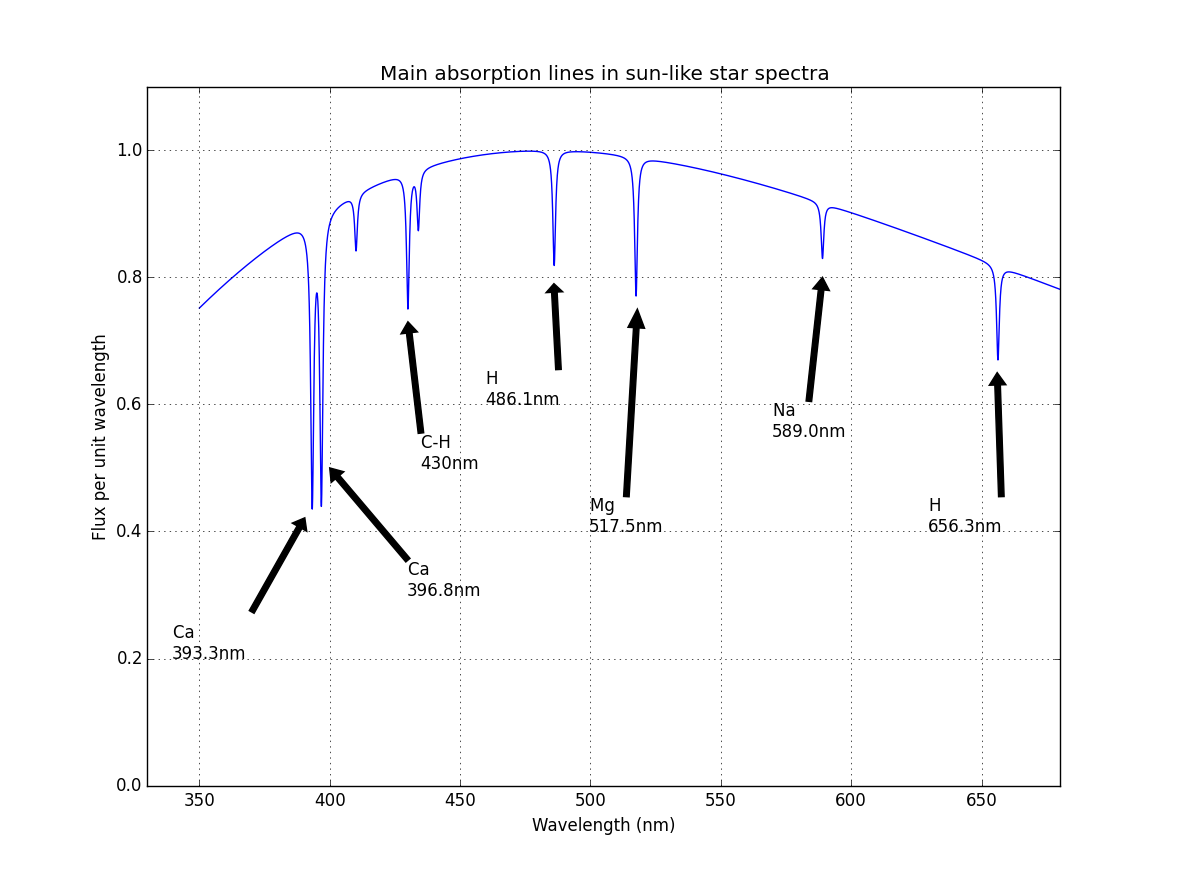 Main absorption lines in sun-like star spectra
Flux per unit wavelength
1.0
0.8
0.6
0.4
0.2
0.0
H
486.1nm
Na
589.0nm
C-H
430nm
Mg
517.5nm
H
656.3nm
Ca
396.8nm
Ca
393.3nm
350 400 450 500 550 600 650
Wavelength (nm)